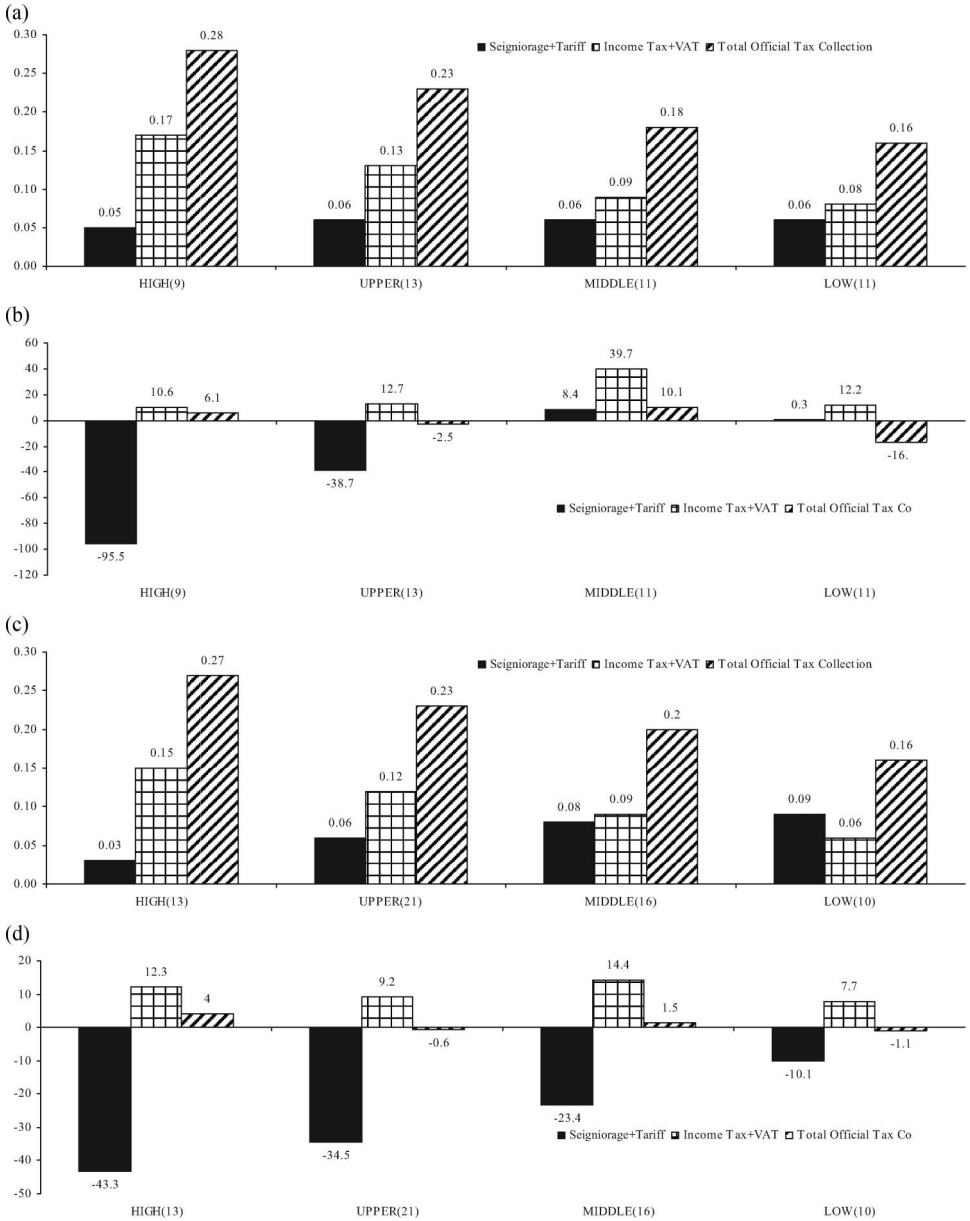 (a)
0.30
0.25
0.20
0.15
0.10
0.05
0.00
Seigniorage+Tariff Income Tax+VAT Total Official Tax Collection
0.05 0.17 0.28 0.06 0.13 0.23 0.06 0.09 0.18 0.06 0.08 0.16
HIGH(9) UPPER(13) MIDDLE(11) LOW(11)
(b)
60
40
20
0
-20
-40
-60
-80
-100
-120
-95.5 10.6 6.1 -38.7 12.7 -2.5 8.4 39.7 10.1 0.3 12.2 -16.
Seigniorage+Tariff Income Tax+VAT Total Official Tax Co
HIGH(9) UPPER(13) MIDDLE(11) LOW(11)
(c)
0.30
0.25
0.20
0.15
0.10
0.05
0.00
Seigniorage+Tariff Income Tax+VAT Total Official Tax Collection
0.03 0.15 0.27 0.06 0.12 0.23 0.08 0.09 0.2 0.09 0.06 0.16
HIGH(13) UPPER(21) MIDDLE(16) LOW(10)
(d)
20
10
0
-10
-20
-30
-40
-50
-43.3 12.3 4 -34.5 9.2 -0.6 -23.4 14.4 1.5 -10.1 7.7 -1.1
Seigniorage+Tariff Income Tax+VAT Total Official Tax Co
HIGH(13) UPPER(21) MIDDLE(16) LOW(10)